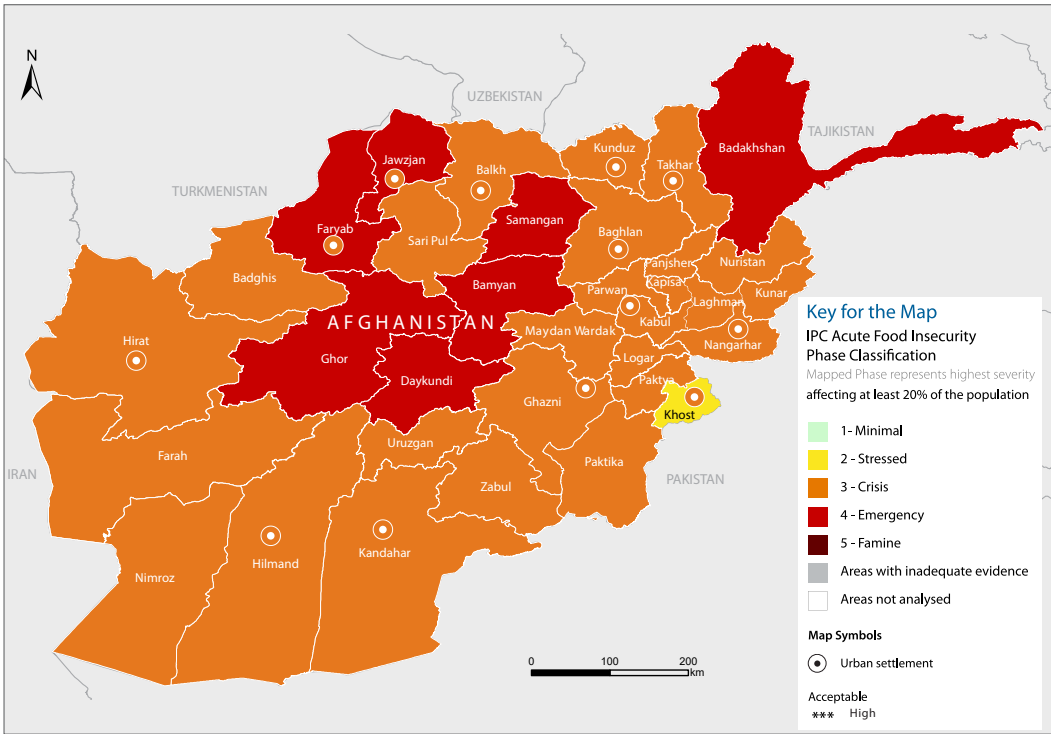 N
UZBEKISTAN
TAJIKISTAN
TURKMENISTAN
Jawzjan
Balkh
Kunduz
Takhar
Badakhshan
Faryab
Sari Pul
Samangan
Baghlan
Badghis
Panjsher
Nuristan
Bamyan
Parwan
Kapisa
Laghman
Kunar
AFGHANISTAN
Maydan Wardak
Kabul
Nangarhar
Hirat
Ghor
Daykundi
Logar
Paktya
Ghazni
Khost
Uruzgan
Farah
IRAN
Zabul
Paktika
PAKISTAN
Kandahar
Hilmand
Nimroz
0 100 200
km
Key for the Map
IPC Acute Food Insecurity
Phase Classification
Mapped Phase represents highest severity
affecting at least 20% of the population
1- Minimal
2 - Stressed
3 - Crisis
4 - Emergency
5 - Famine
Areas with inadequate evidence
Areas not analysed
Map Symbols
Urban settlement
Acceptable
*** High